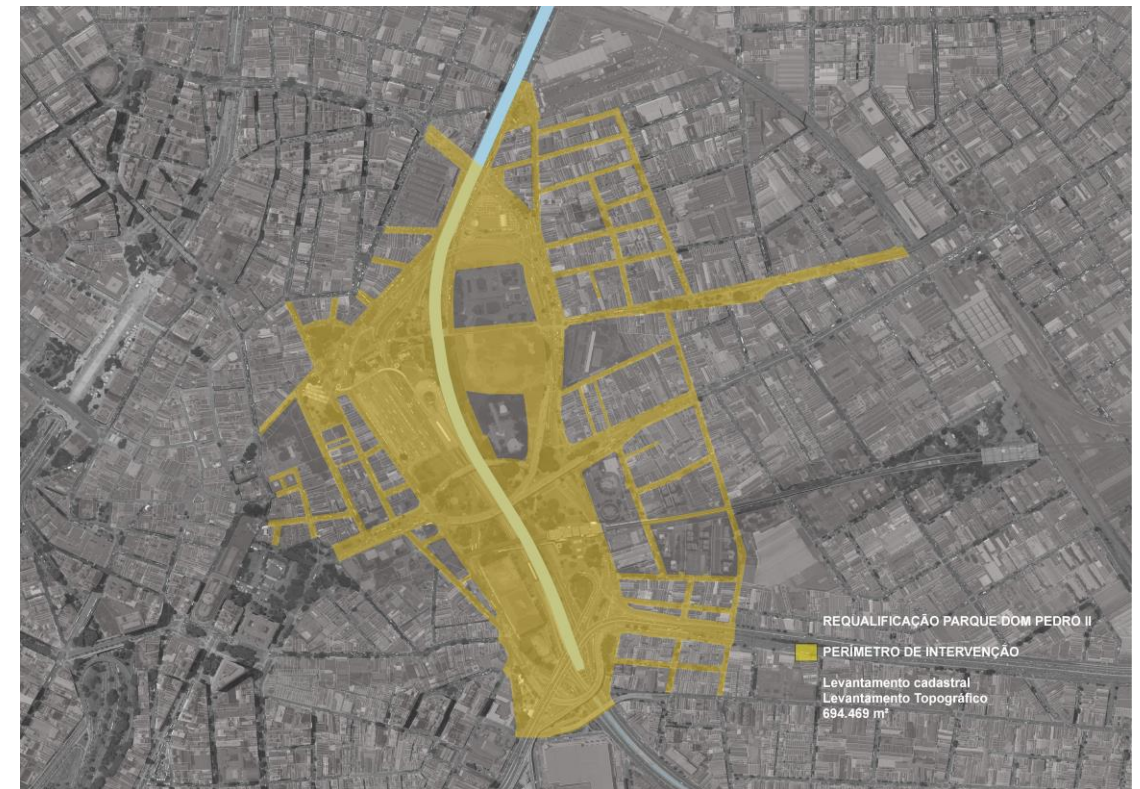 REQUALIFICAÇÃO PARQUE DOM PEDRO II
PERÍMETRO DE INTERVENÇÃO
Levantamento cadastral
Levantamento Topográfico
694.469 m²